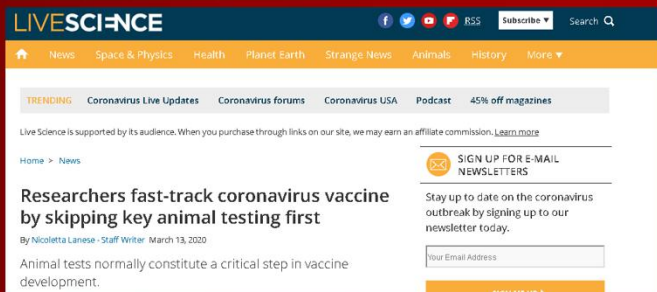 LIVESCIENCE
RSS Subscribe ▼ Search
News Space & Physics Health Planet Earth Strange News Animals History More ▼
TRENDING Coronavirus Live Updates Coronavirus forums Coronavirus USA Podcast 45% off magazines
Live Science is supported by its audience. When you purchase through links on our site, we may earn an affiliate commission. Learn more
Home > News
Researchers fast-track coronavirus vaccine
by skipping key animal testing first
By Nicoletta Lanese - Staff Writer March 13, 2020
Animal tests normally constitute a critical step in vaccine
development.
SIGN UP FOR E-MAIL
NEWSLETTERS
Stay up to date on the coronavirus
outbreak by signing up to our
newsletter today.
Your Email Address